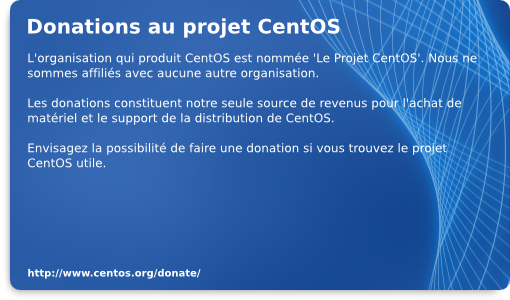 Donations au projet CentOS
L'organisation qui produit CentOS est nommée 'Le Projet CentOS'. Nous ne
sommes affiliés avec aucune autre organisation.
Les donations constituent notre seule source de revenus pour l'achat de
matériel et le support de la distribution de CentOS.
Envisagez la possibilité de faire une donation si vous trouvez le projet
CentOS utile.
http://www.centos.org/donate/